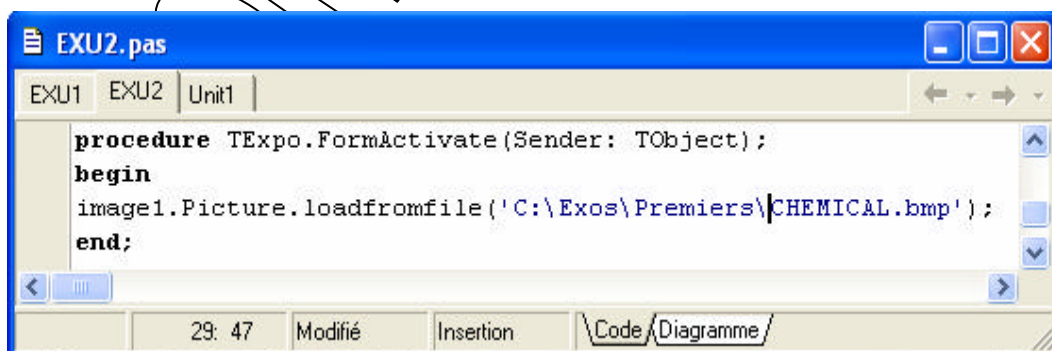 EXU2.pas
EXU1 EXU2 Unit1
procedure TExpo.FormActivate(Sender: TObject);
begin
image1.Picture.loadfromfile('C:\Exos\Premiers\CHEMICAL.bmp');
end;
29: 47 Modifié Insertion Code Diagramme